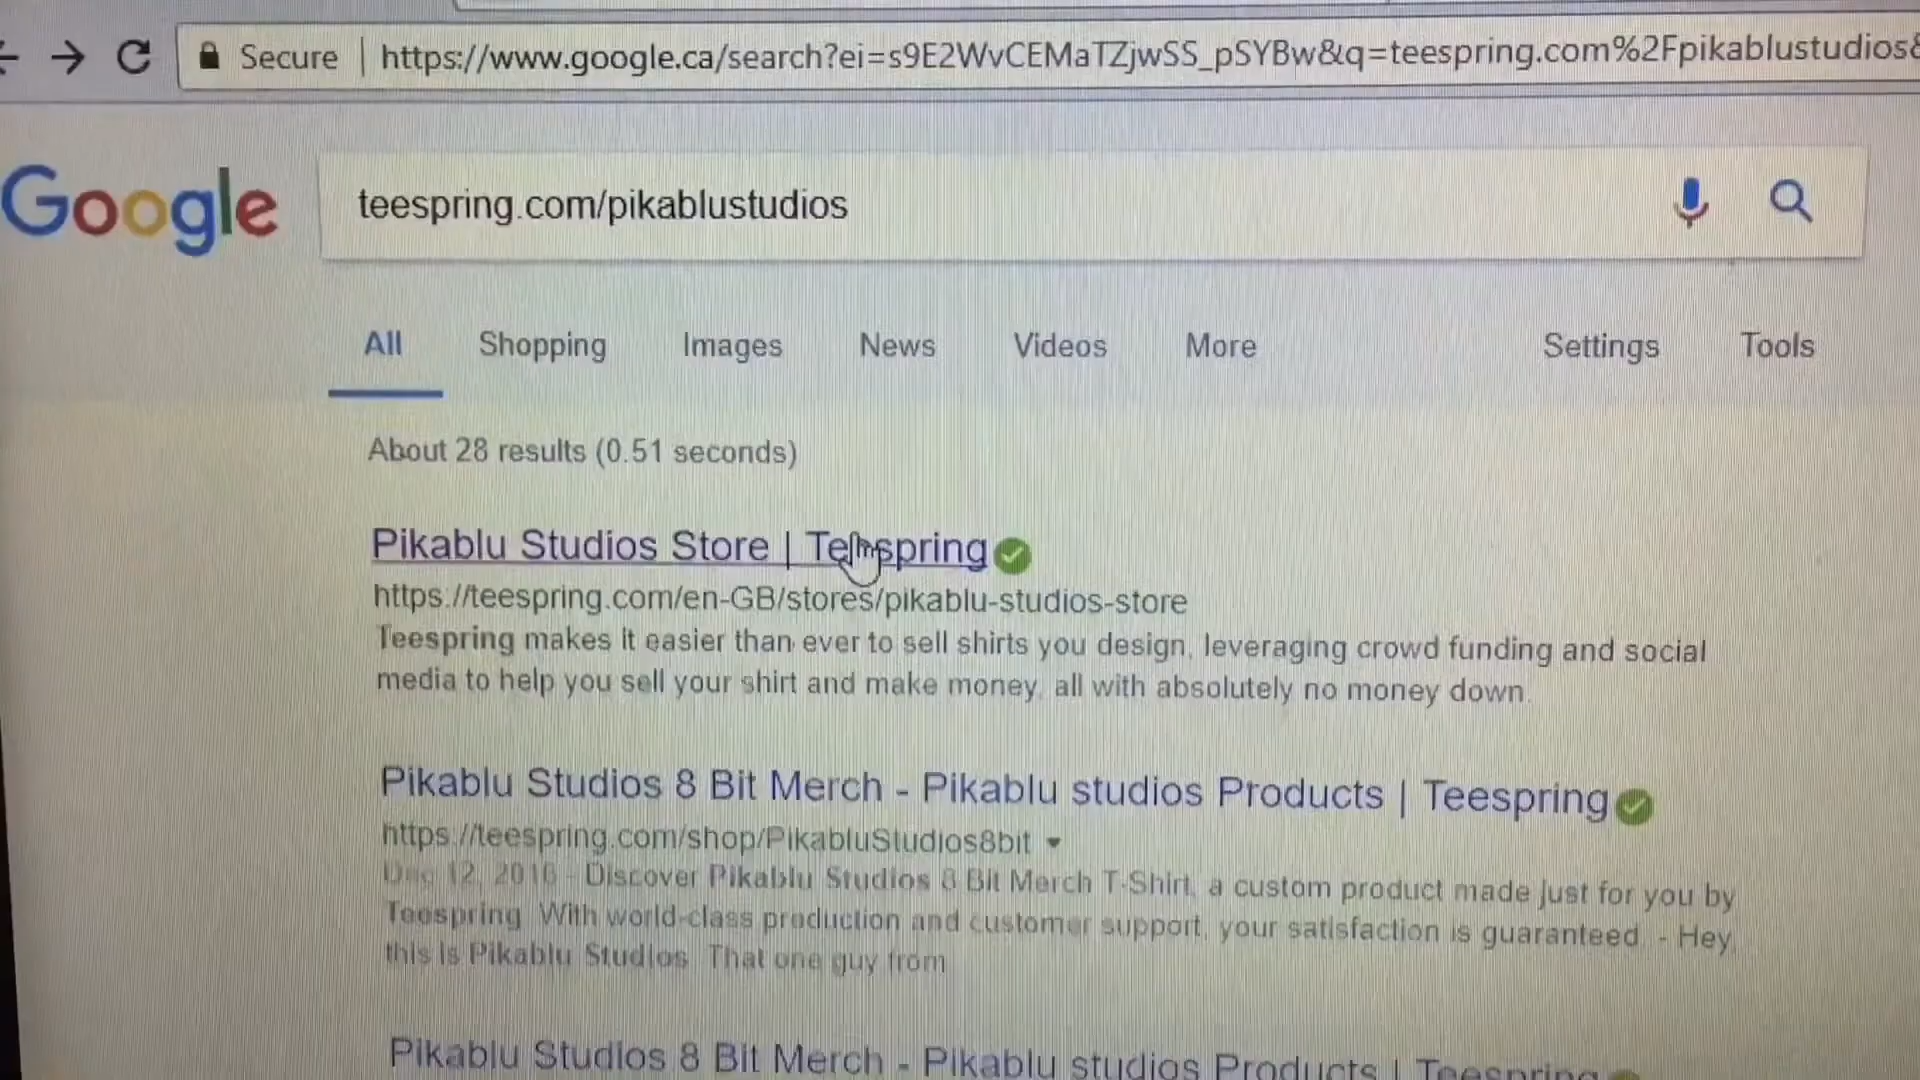 Secure | https://www.google.ca/search?ei=s9E2WvCEMaTZjwSS_pSYBw&q=teespring.com%2Fpikablustudios&
Google
teespring.com/pikablustudios
All Shopping Images News Videos More Settings Tools
About 28 results (0.51 seconds)
Pikablu Studios Store | Teespring
https://teespring.com/en-GB/stores/pikablu-studios-store
Teespring makes it easier than ever to sell shirts you design, leveraging crowd funding and social
media to help you sell your shirt and make money, all with absolutely no money down.
Pikablu Studios 8 Bit Merch - Pikablu studios Products | Teespring
https://teespring.com/shop/PikabluStudios8bit
12, 2016 - Discover Pikablu Studios 8 Bit Merch T-Shirt, a custom product made just for you by
Teespring. With world-class production and customer support, your satisfaction is guaranteed. - Hey,
this is Pikablu Studios. That one guy from
Pikablu Studios 8 Bit Merch - Pikablu studios Products | Teespring